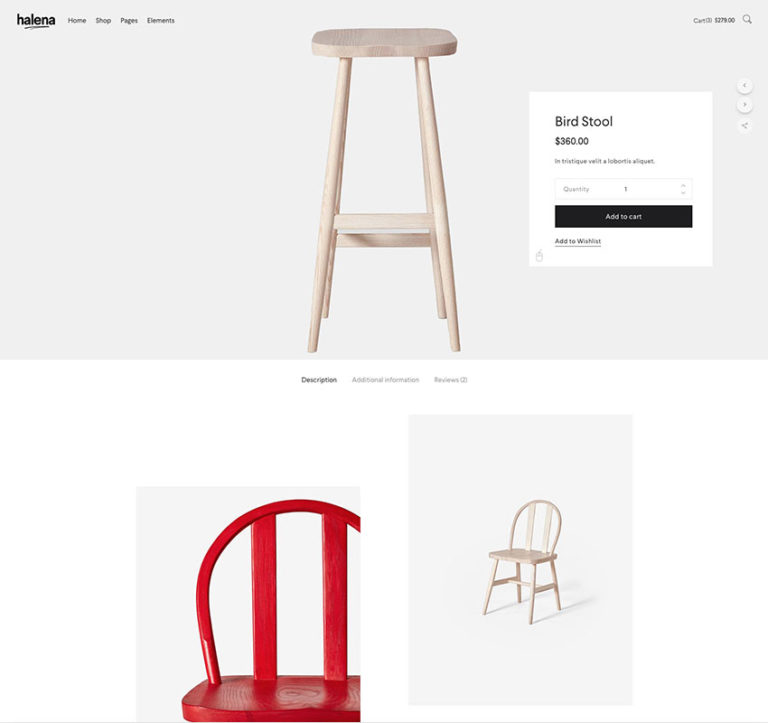 halena
Home Shop Pages Elements
Cart(3) $279.00
Bird Stool
$360.00
In tristique velit a lobortis aliquet.
Quantity 1
Add to cart
Add to Wishlist
Description Additional information Reviews (2)